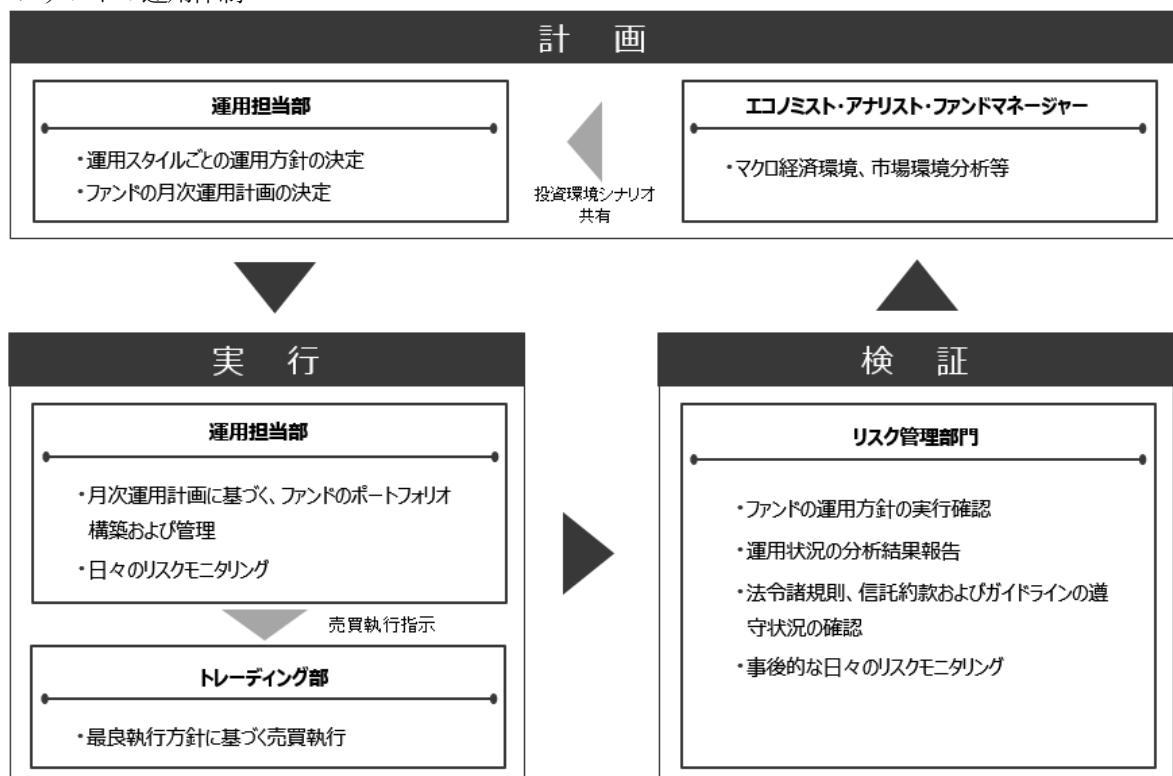 計 画
運用担当部
・運用スタイルごとの運用方針の決定
・ファンドの月次運用計画の決定
投資環境シナリオ
共有
エコノミスト・アナリスト・ファンドマネージャー
・マクロ経済環境、市場環境分析等
実 行
運用担当部
・月次運用計画に基づく、ファンドのポートフォリオ
構築および管理
・日々のリスクモニタリング
売買執行指示
トレーディング部
・最良執行方針に基づく売買執行
検 証
リスク管理部門
・ファンドの運用方針の実行確認
・運用状況の分析結果報告
・法令諸規則、信託約款およびガイドラインの遵
守状況の確認
・事後的な日々のリスクモニタリング